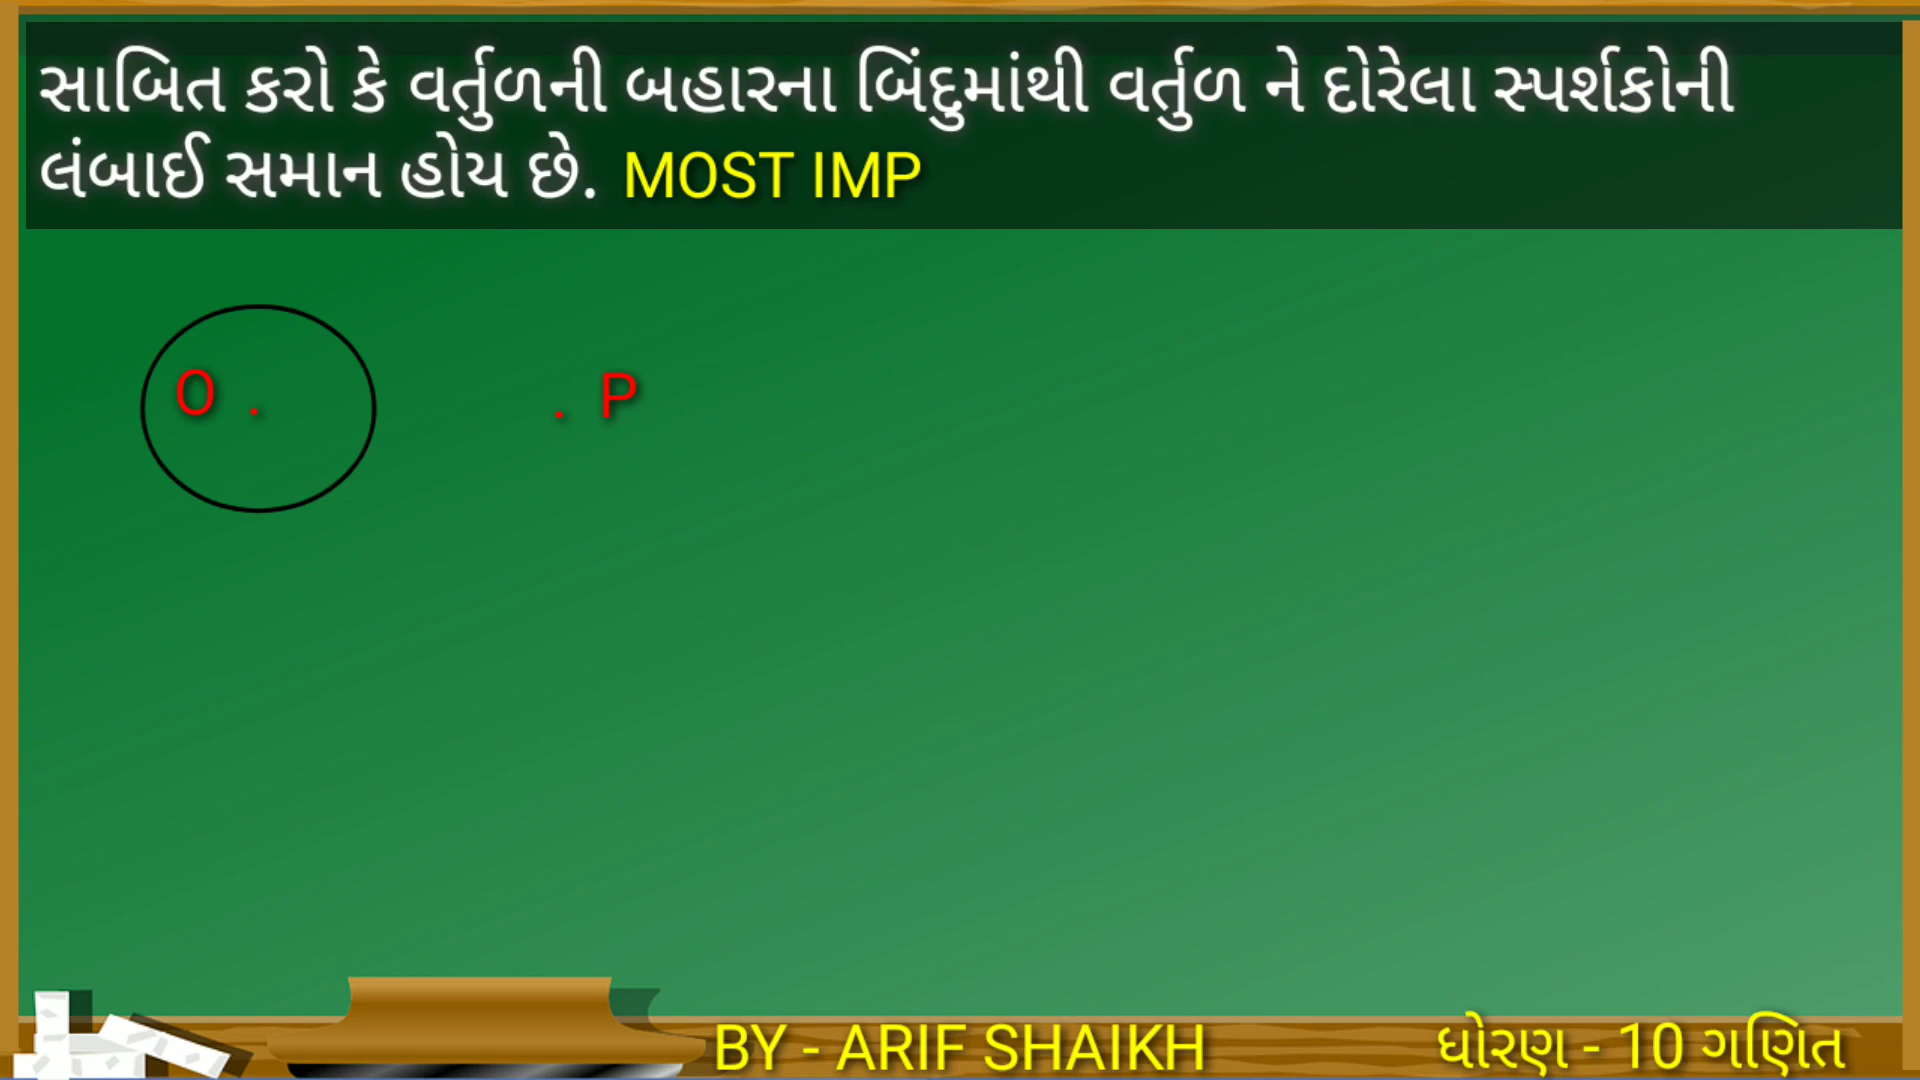 સાબિત કરો કે વર્તુળની બહારના બિંદુમાંથી વર્તુળ ને દોરેલા સ્પર્શકોની
લંબાઈ સમાન હોય છે. MOST IMP
O .
. P
BY - ARIF SHAIKH
ધોરણ - 10 ગણિત